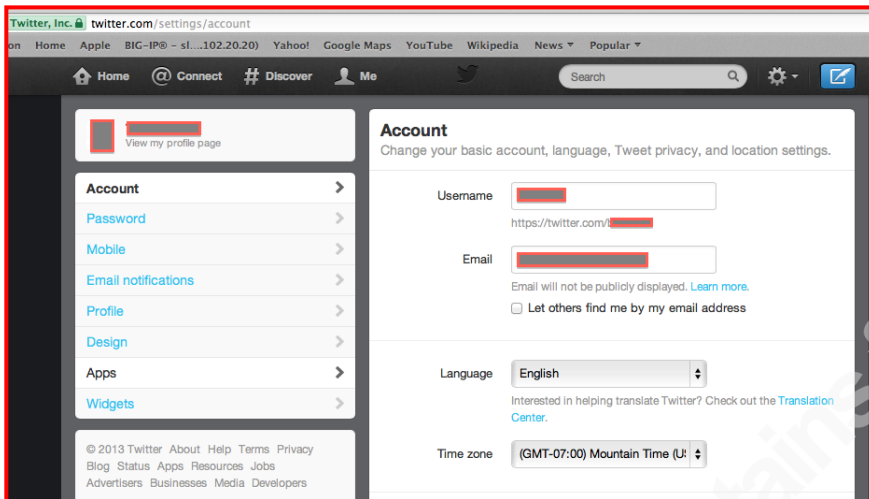 Twitter, Inc. twitter.com/settings/account
on Home Apple BIG-IP® - sl....102.20.20) Yahoo! Google Maps YouTube Wikipedia News Popular
Home Connect Discover Me Search
View my profile page
Account
Password
Mobile
Email notifications
Profile
Design
Apps
Widgets
© 2013 Twitter About Help Terms Privacy
Blog Status Apps Resources Jobs
Advertisers Businesses Media Developers
Account
Change your basic account, language, Tweet privacy, and location settings.
Username
https://twitter.com/
Email
Email will not be publicly displayed. Learn more.
Let others find me by my email address
Language English
Interested in helping translate Twitter? Check out the Translation
Center.
Time zone (GMT-07:00) Mountain Time (U